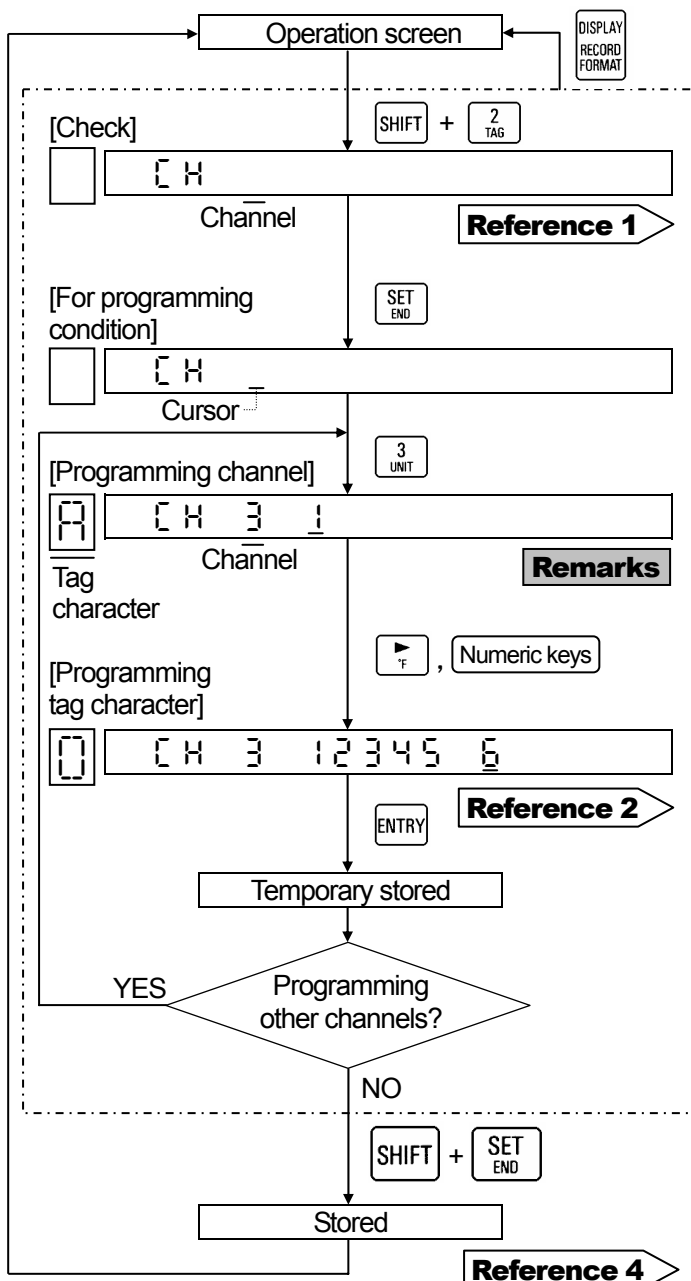 Operation screen
DISPLAY
RECORD
FORMAT
SHIFT + 2
TAG
[Check]
CH
Channel
Reference 1
[For programming
condition]
SET
END
CH _
Cursor
3
UNIT
[Programming channel]
A CH 3 1
Channel
Tag
character
Remarks
°F , Numeric keys
[Programming
tag character]
0 CH 3 12345 6
Reference 2
ENTRY
Temporary stored
YES
Programming
other channels?
NO
SHIFT + SET
END
Stored
Reference 4